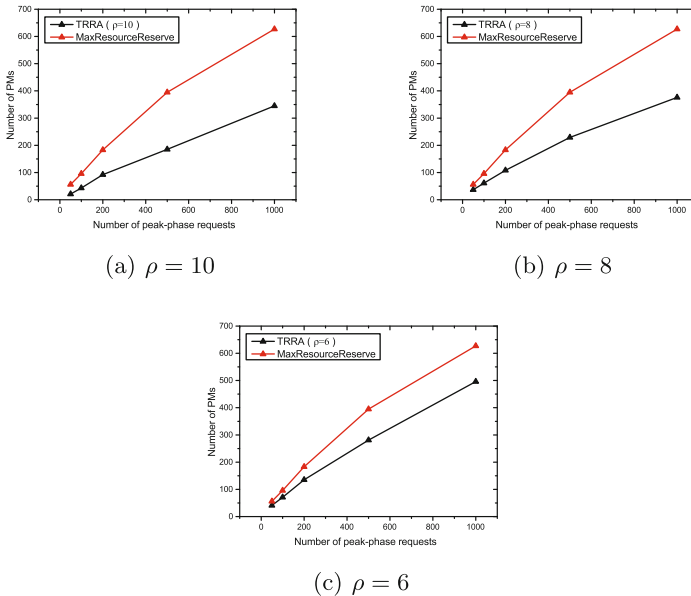 700
600
500
400
300
200
100
0
Number of PMs
TRRA ( ρ=10 )
MaxResourceReserve
0 200 400 600 800 1000
Number of peak-phase requests
(a) ρ = 10
700
600
500
400
300
200
100
0
Number of PMs
TRRA ( ρ=8 )
MaxResourceReserve
0 200 400 600 800 1000
Number of peak-phase requests
(b) ρ = 8
700
600
500
400
300
200
100
0
Number of PMs
TRRA ( ρ=6 )
MaxResourceReserve
0 200 400 600 800 1000
Number of peak-phase requests
(c) ρ = 6